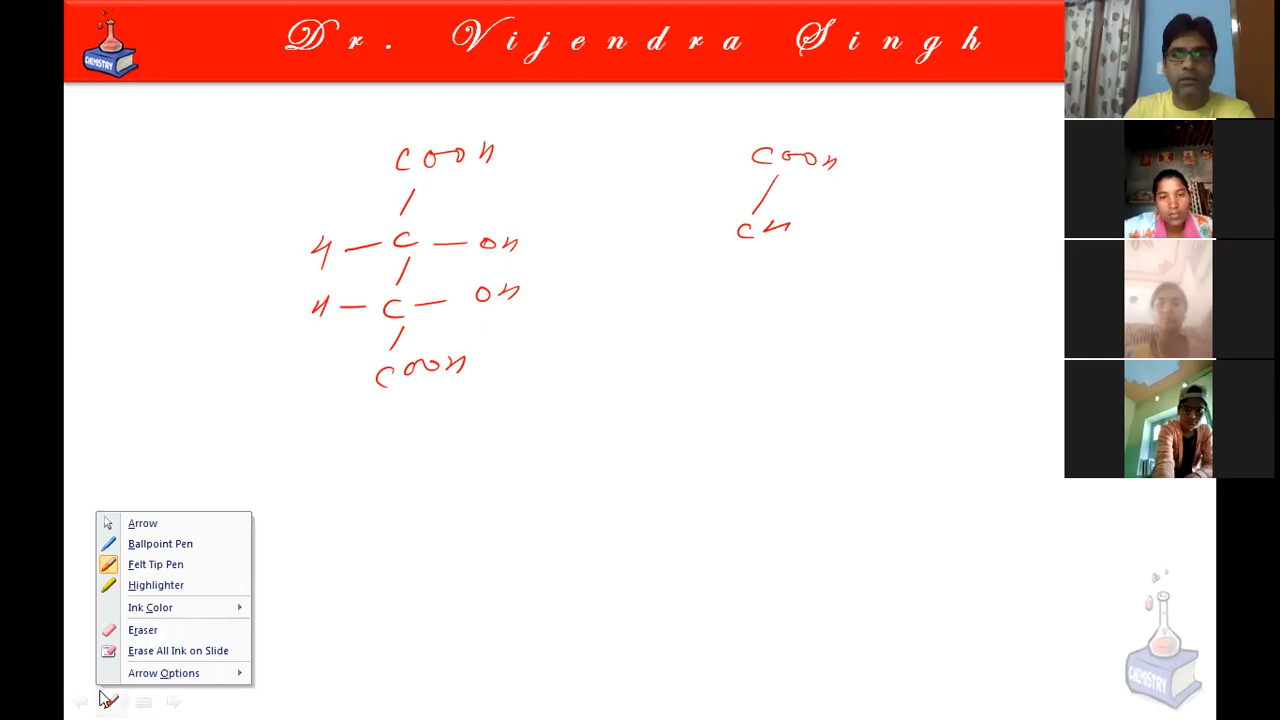 Dr. Vijendra Singh
CHEMISTRY
COOH
H - C - OH
H - C - OH
COOH
COOH
CH
Arrow
Ballpoint Pen
Felt Tip Pen
Highlighter
Ink Color
Eraser
Erase All Ink on Slide
Arrow Options
CHEMISTRY